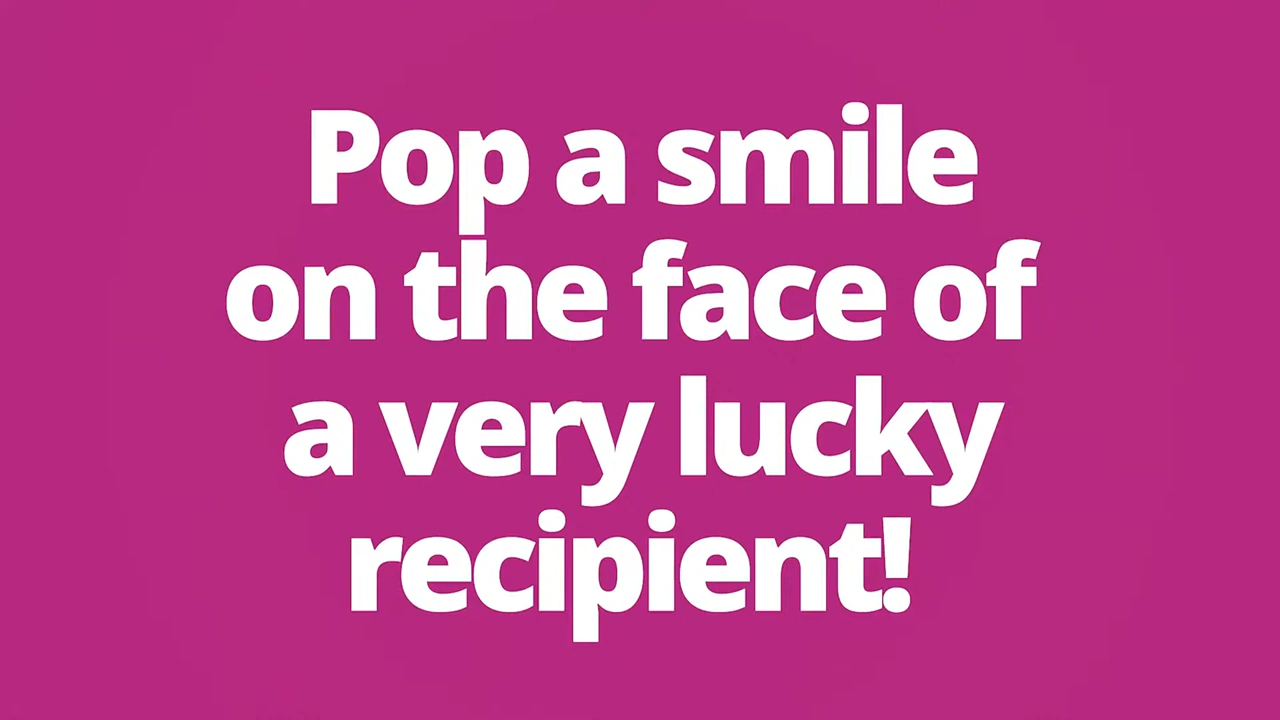 Pop a smile
on the face of
a very lucky
recipient!